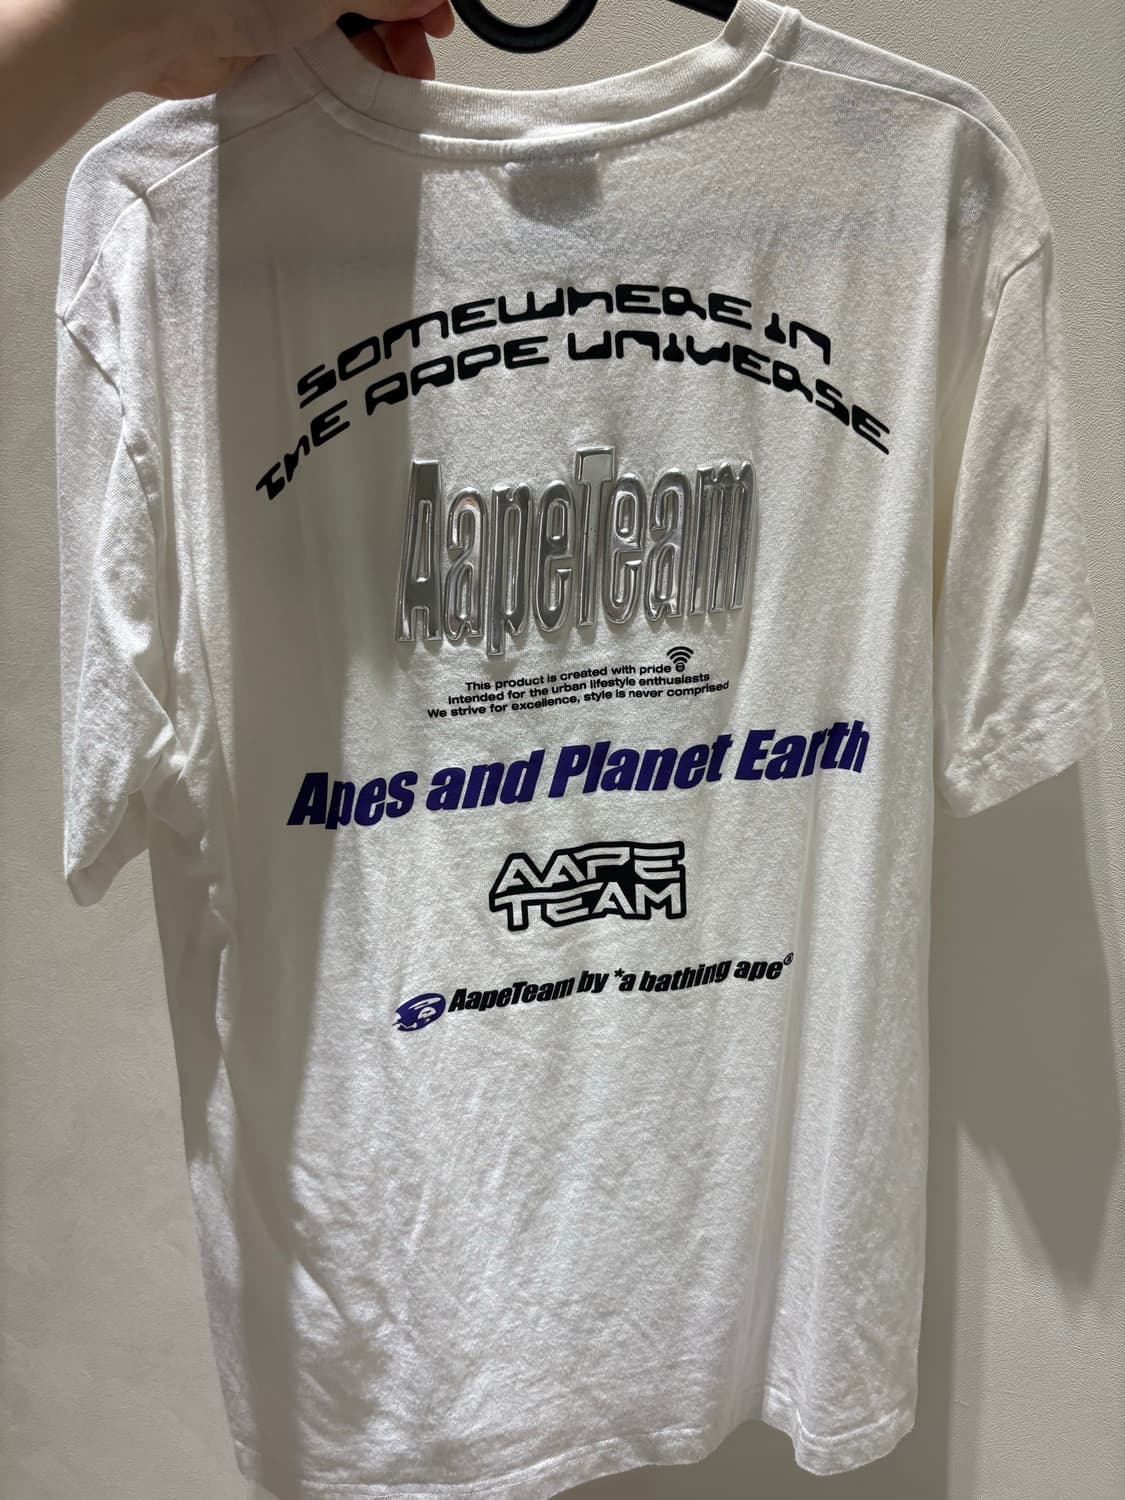 SOMEWHERE IN
THE AAPE UNIVERSE
AapeTeam
This product is created with pride
Intended for the urban lifestyle enthusiasts
We strive for excellence, style is never comprised
Apes and Planet Earth
AAPE
TEAM
AapeTeam by *a bathing ape®